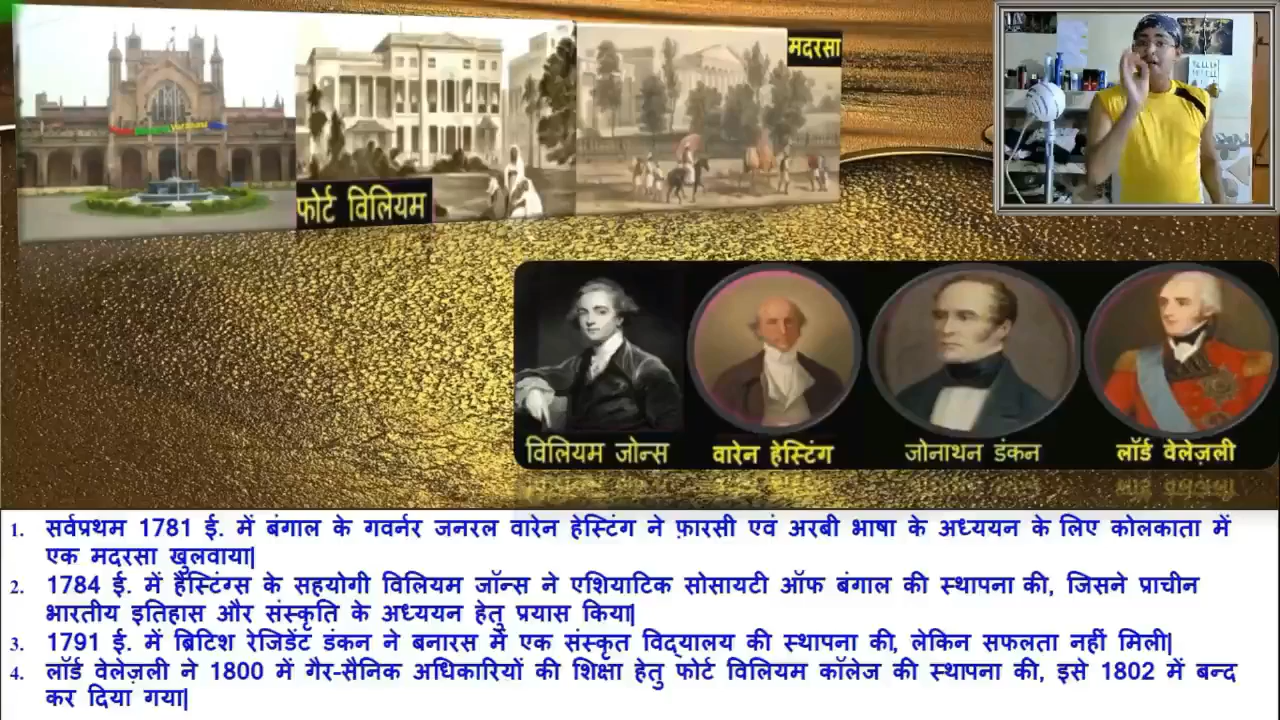 मदरसा
फोर्ट विलियम
विलियम जोन्स
वारेन हेस्टिंग
जोनाथन डंकन
लॉर्ड वेलेज़ली
1. सर्वप्रथम 1781 ई. में बंगाल के गवर्नर जनरल वारेन हेस्टिंग ने फ़ारसी एवं अरबी भाषा के अध्ययन के लिए कोलकाता में
एक मदरसा खुलवाया|
2. 1784 ई. में हैस्टिंग्स के सहयोगी विलियम जॉन्स ने एशियाटिक सोसायटी ऑफ बंगाल की स्थापना की, जिसने प्राचीन
भारतीय इतिहास और संस्कृति के अध्ययन हेतु प्रयास किया|
3. 1791 ई. में ब्रिटिश रेजिडेंट डंकन ने बनारस में एक संस्कृत विद्यालय की स्थापना की, लेकिन सफलता नहीं मिली|
4. लॉर्ड वेलेज़ली ने 1800 में गैर-सैनिक अधिकारियों की शिक्षा हेतु फोर्ट विलियम कॉलेज की स्थापना की, इसे 1802 में बन्द
कर दिया गया|